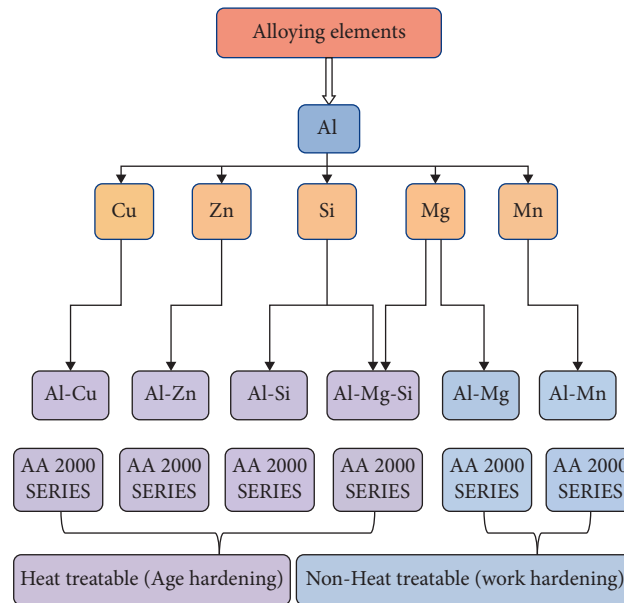 Alloying elements
Al
Cu
Zn
Si
Mg
Mn
Al-Cu
Al-Zn
Al-Si
Al-Mg-Si
Al-Mg
Al-Mn
AA 2000
SERIES
AA 2000
SERIES
AA 2000
SERIES
AA 2000
SERIES
AA 2000
SERIES
AA 2000
SERIES
Heat treatable (Age hardening)
Non-Heat treatable (work hardening)